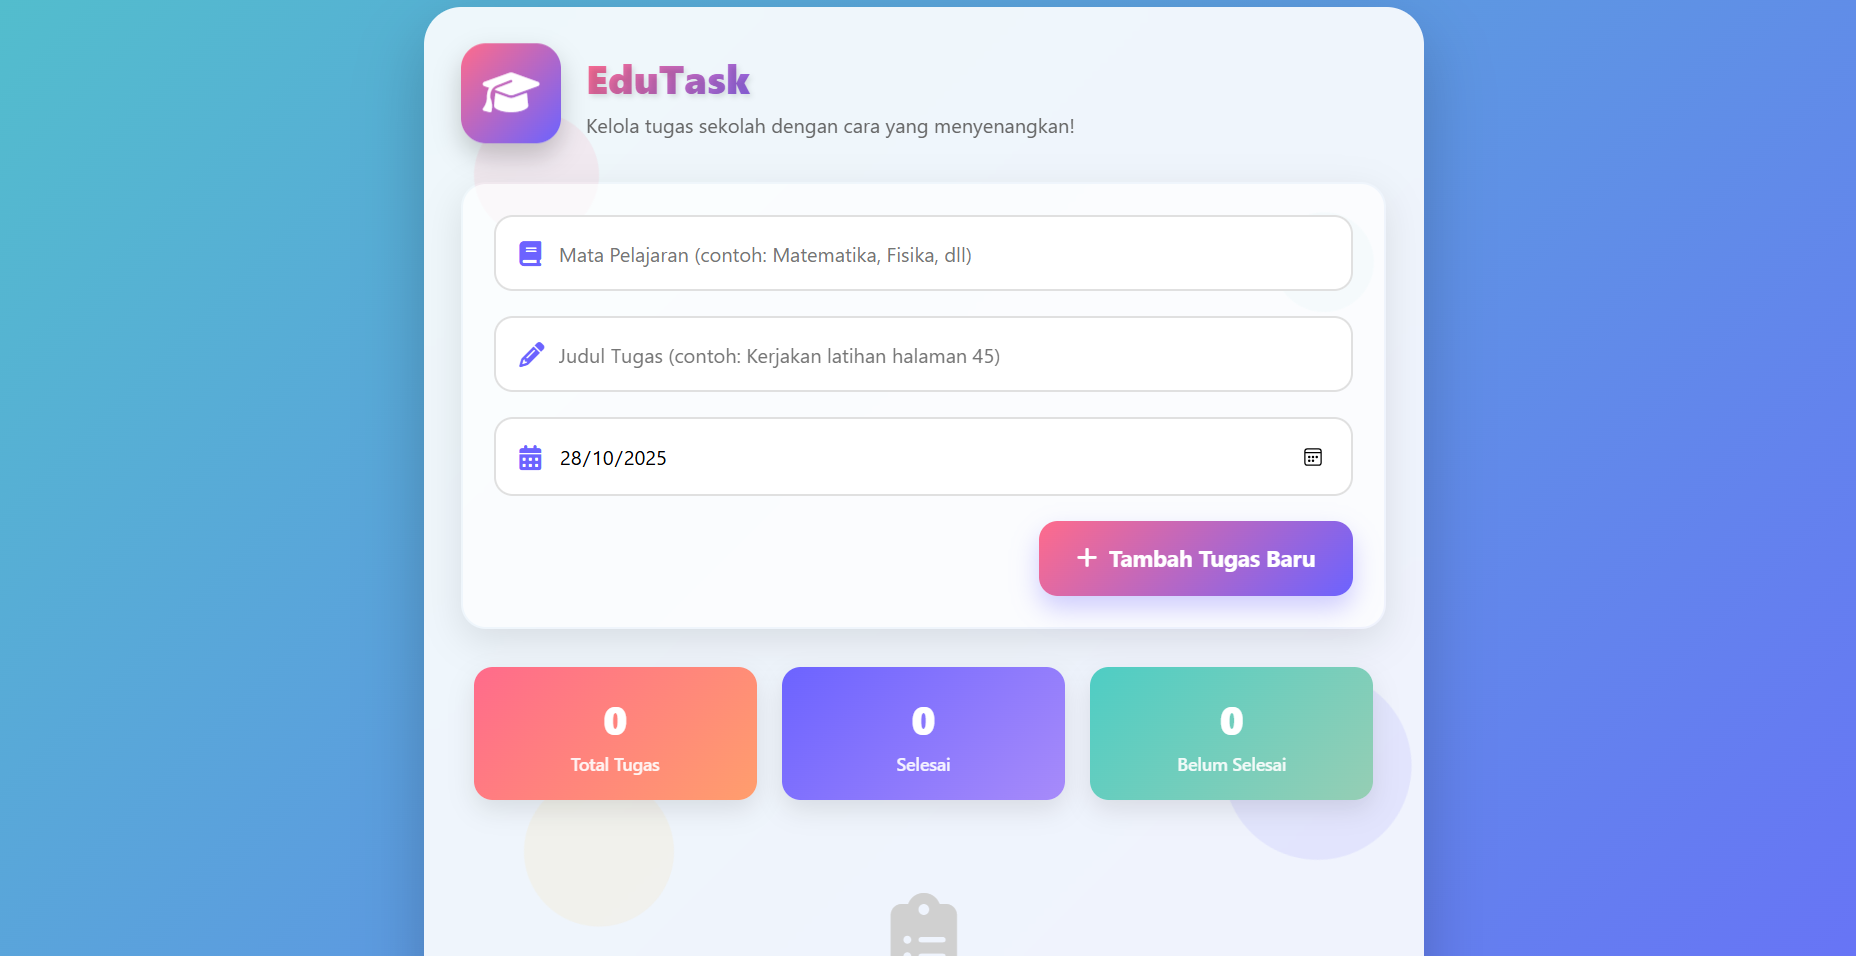 EduTask
Kelola tugas sekolah dengan cara yang menyenangkan!
Mata Pelajaran (contoh: Matematika, Fisika, dll)
Judul Tugas (contoh: Kerjakan latihan halaman 45)
28/10/2025
+ Tambah Tugas Baru
0
Total Tugas
0
Selesai
0
Belum Selesai